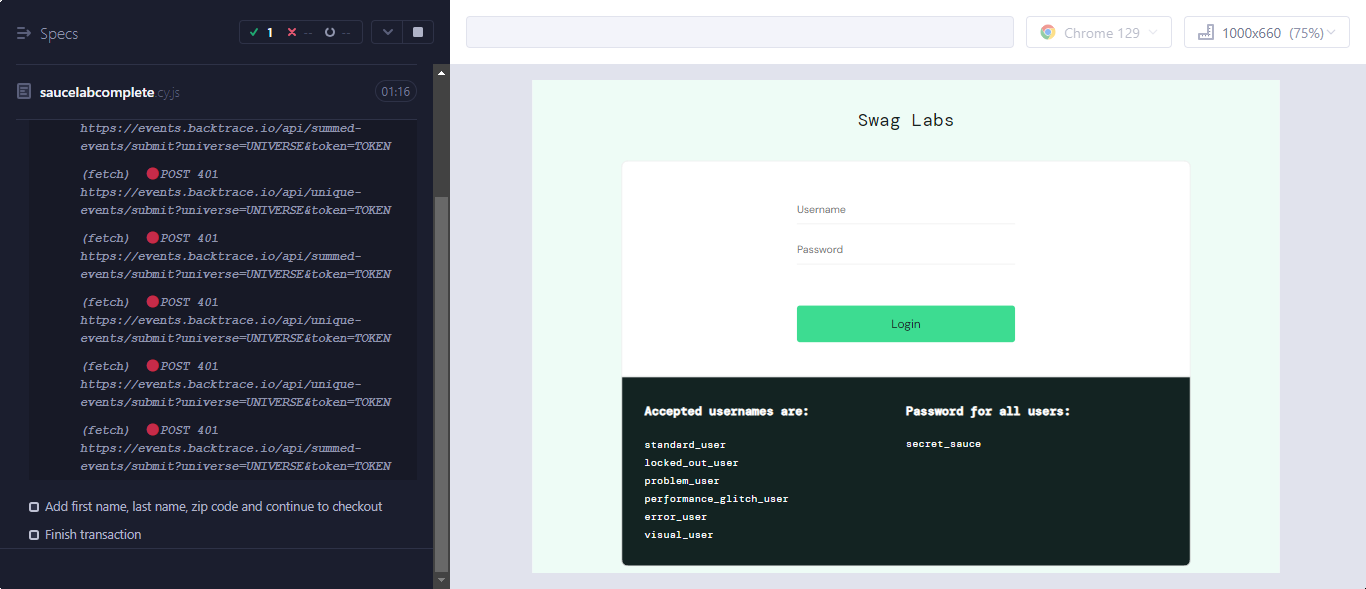 Specs
1 -- --
Chrome 129
1000x660 (75%)
saucelabcomplete.cy.js
01:16
https://events.backtrace.io/api/summed-
events/submit?universe=UNIVERSE&token=TOKEN
(fetch) POST 401
https://events.backtrace.io/api/unique-
events/submit?universe=UNIVERSE&token=TOKEN
(fetch) POST 401
https://events.backtrace.io/api/summed-
events/submit?universe=UNIVERSE&token=TOKEN
(fetch) POST 401
https://events.backtrace.io/api/unique-
events/submit?universe=UNIVERSE&token=TOKEN
(fetch) POST 401
https://events.backtrace.io/api/unique-
events/submit?universe=UNIVERSE&token=TOKEN
(fetch) POST 401
https://events.backtrace.io/api/summed-
events/submit?universe=UNIVERSE&token=TOKEN
Add first name, last name, zip code and continue to checkout
Finish transaction
Swag Labs
Username
Password
Login
Accepted usernames are:
standard_user
locked_out_user
problem_user
performance_glitch_user
error_user
visual_user
Password for all users:
secret_sauce